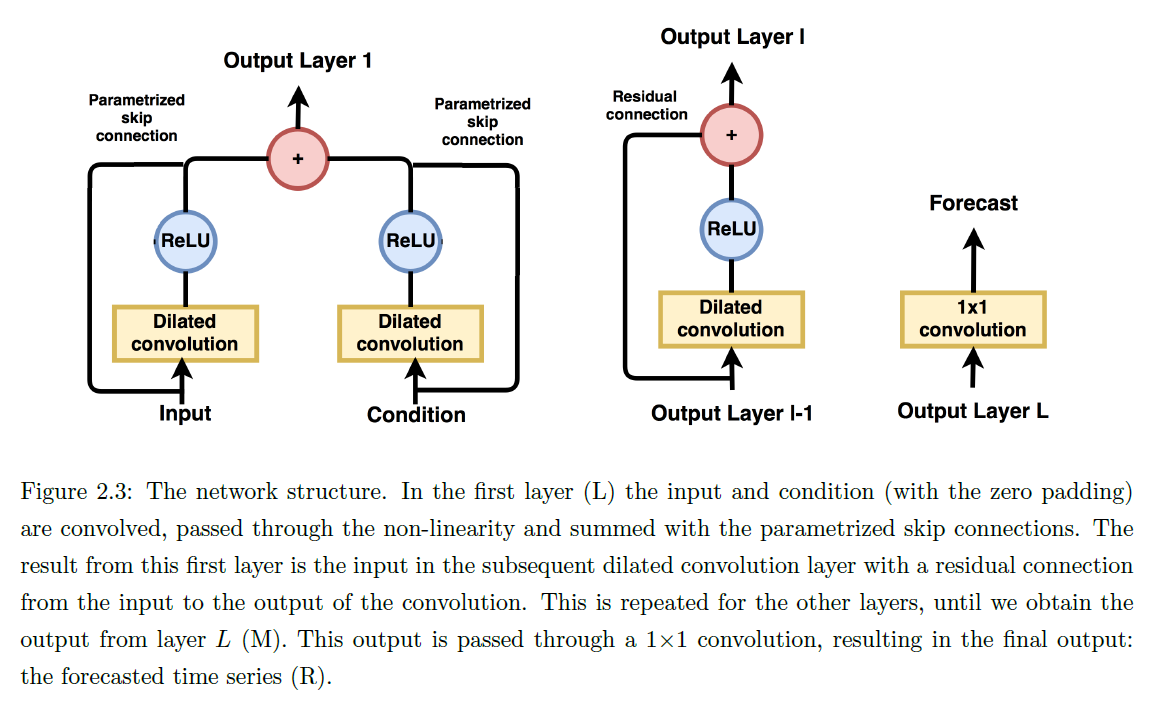 Output Layer 1
Parametrized
skip
connection
Parametrized
skip
connection
+
ReLU
ReLU
Dilated
convolution
Dilated
convolution
Input
Condition
Output Layer l
Residual
connection
+
ReLU
Dilated
convolution
Output Layer l-1
Forecast
1x1
convolution
Output Layer L
Figure 2.3: The network structure. In the first layer (L) the input and condition (with the zero padding)
are convolved, passed through the non-linearity and summed with the parametrized skip connections. The
result from this first layer is the input in the subsequent dilated convolution layer with a residual connection
from the input to the output of the convolution. This is repeated for the other layers, until we obtain the
output from layer L (M). This output is passed through a 1×1 convolution, resulting in the final output:
the forecasted time series (R).